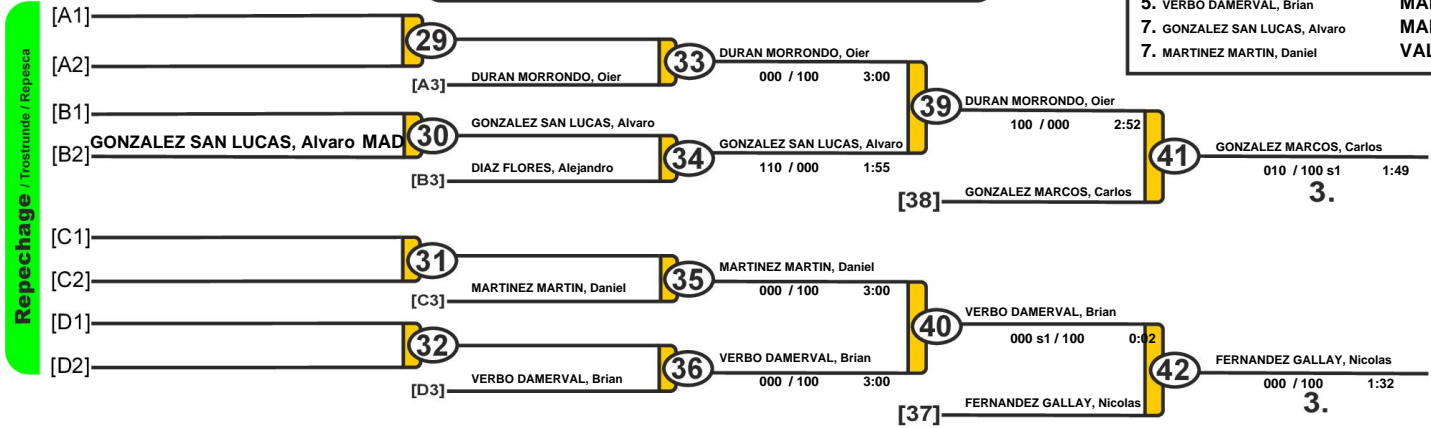 Repechage / Trostrunde / Repesca
5. VERBO DAMERVAL, Brian
7. GONZALEZ SAN LUCAS, Alvaro
7. MARTINEZ MARTIN, Daniel
[A1]
[A2]
29
[A3] DURAN MORRONDO, Oier
33
DURAN MORRONDO, Oier
000 / 100 3:00
[B1]
[B2] GONZALEZ SAN LUCAS, Alvaro MAD
30
GONZALEZ SAN LUCAS, Alvaro
[B3] DIAZ FLORES, Alejandro
34
GONZALEZ SAN LUCAS, Alvaro
110 / 000 1:55
39
DURAN MORRONDO, Oier
100 / 000 2:52
[38] GONZALEZ MARCOS, Carlos
41
GONZALEZ MARCOS, Carlos
010 / 100 s1 1:49
3.
[C1]
[C2]
31
[C3] MARTINEZ MARTIN, Daniel
35
MARTINEZ MARTIN, Daniel
000 / 100 3:00
[D1]
[D2]
32
[D3] VERBO DAMERVAL, Brian
36
VERBO DAMERVAL, Brian
000 / 100 3:00
40
VERBO DAMERVAL, Brian
000 s1 / 100 0:02
[37] FERNANDEZ GALLAY, Nicolas
42
FERNANDEZ GALLAY, Nicolas
000 / 100 1:32
3.